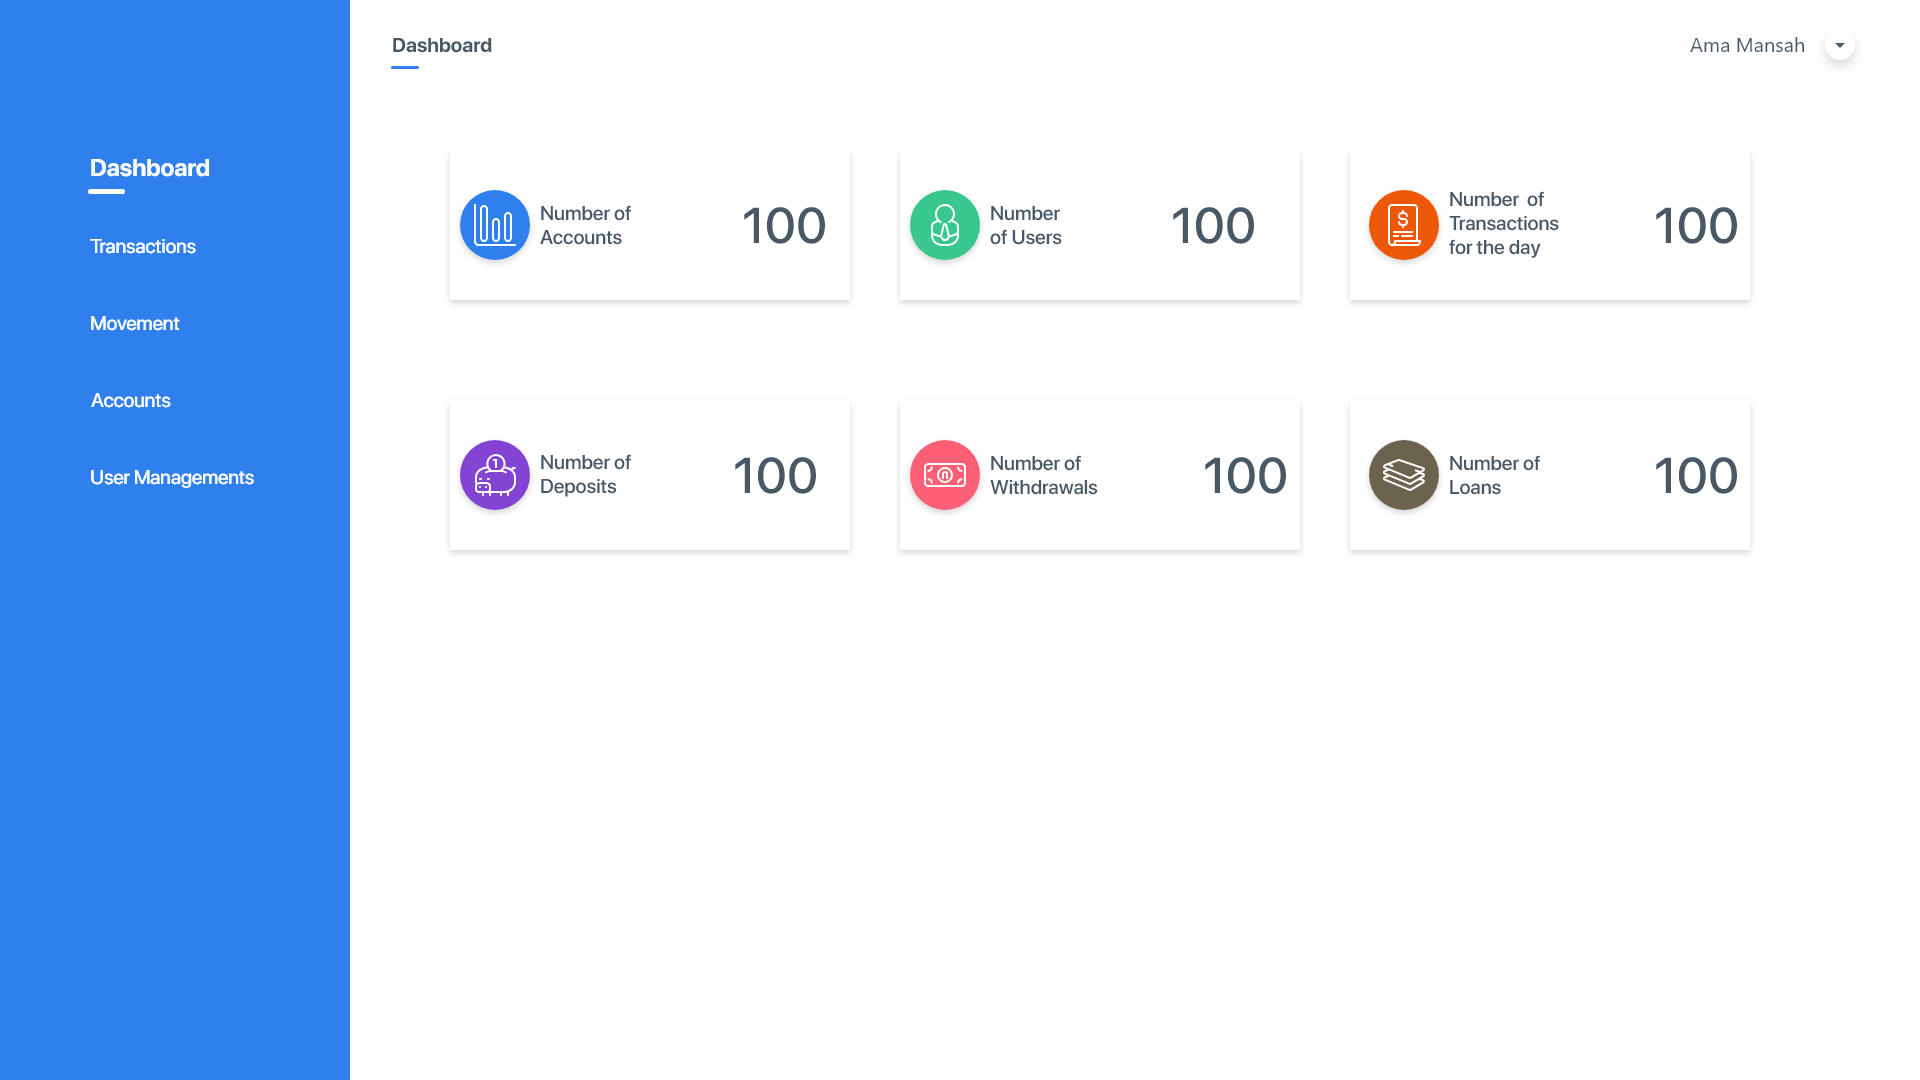 Dashboard
Ama Mansah
Dashboard
Transactions
Movement
Accounts
User Managements
Number of
Accounts
100
Number
of Users
100
$
Number of
Transactions
for the day
100
1
Number of
Deposits
100
Number of
Withdrawals
100
Number of
Loans
100